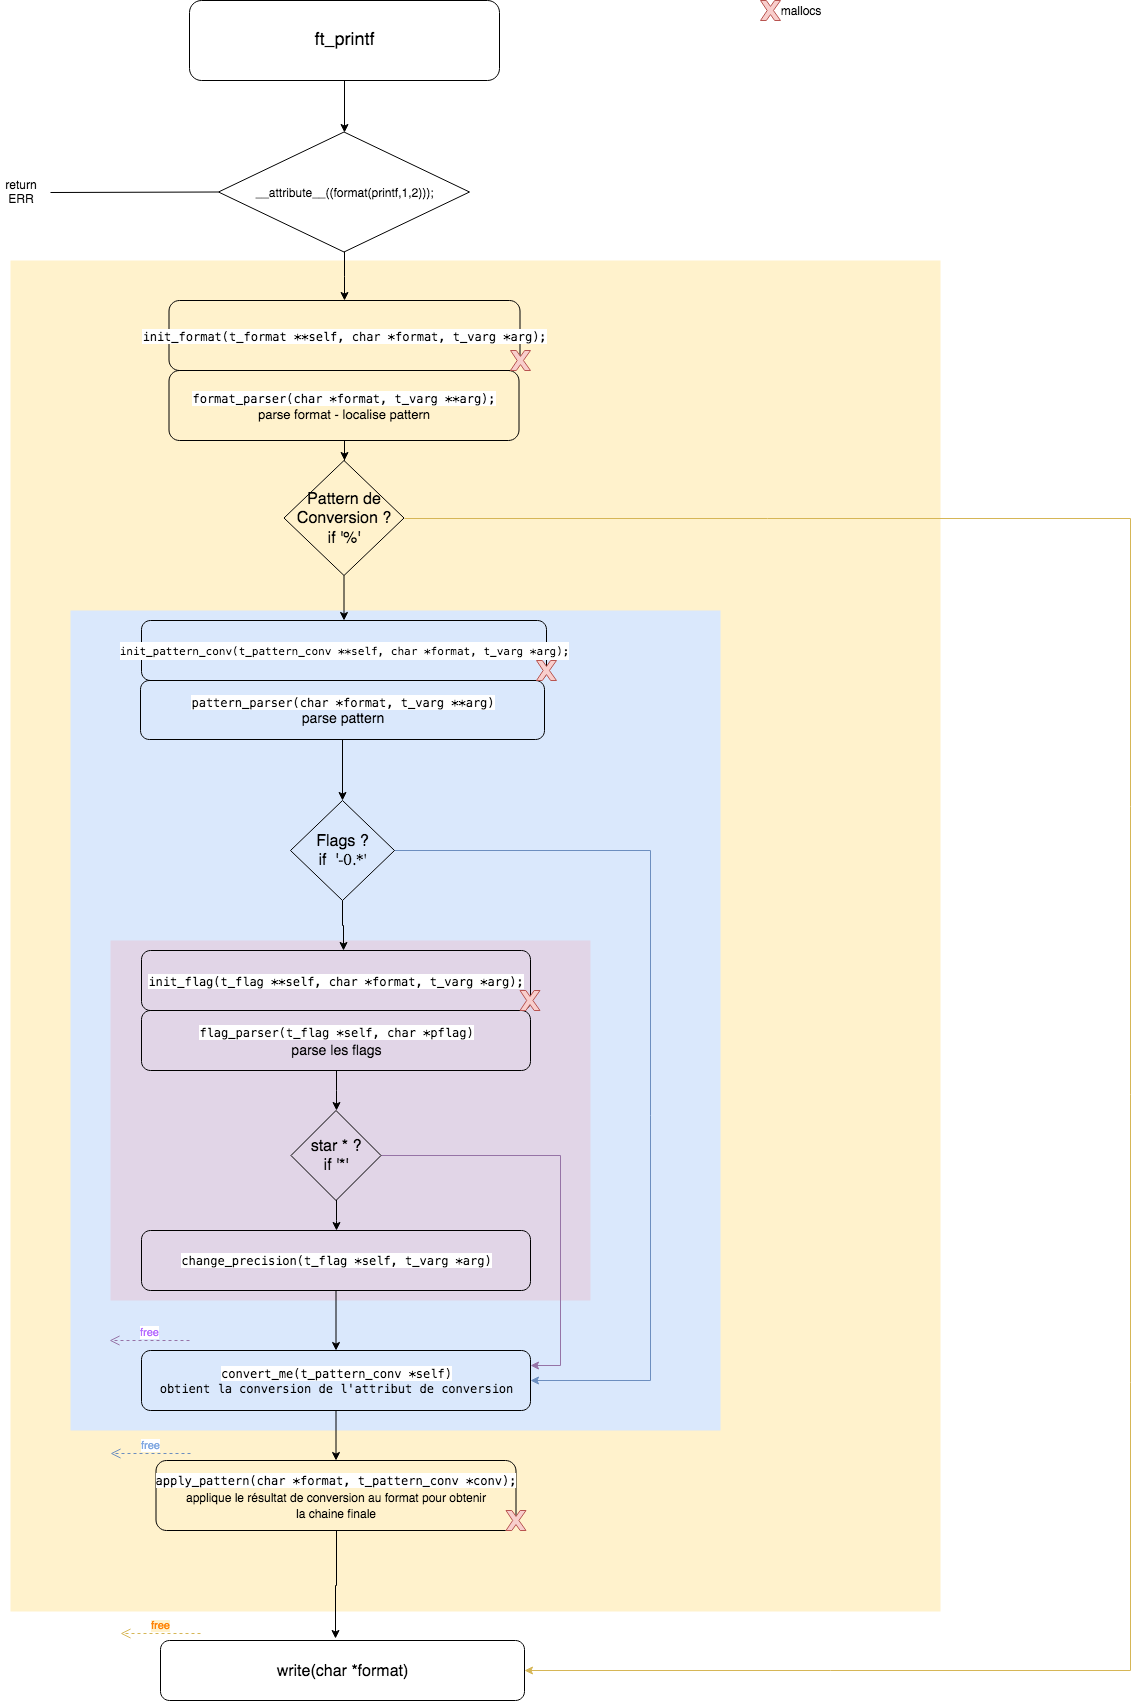 ft_printf
mallocs
__attribute__((format(printf,1,2)));
return
ERR
init_format(t_format **self, char *format, t_varg *arg);
format_parser(char *format, t_varg **arg);
parse format - localise pattern
Pattern de
Conversion ?
if '%'
init_pattern_conv(t_pattern_conv **self, char *format, t_varg *arg);
pattern_parser(char *format, t_varg **arg)
parse pattern
Flags ?
if '-0.*'
init_flag(t_flag **self, char *format, t_varg *arg);
flag_parser(t_flag *self, char *pflag)
parse les flags
star * ?
if '*'
change_precision(t_flag *self, t_varg *arg)
free
convert_me(t_pattern_conv *self)
obtient la conversion de l'attribut de conversion
free
apply_pattern(char *format, t_pattern_conv *conv);
applique le résultat de conversion au format pour obtenir
la chaine finale
free
write(char *format)